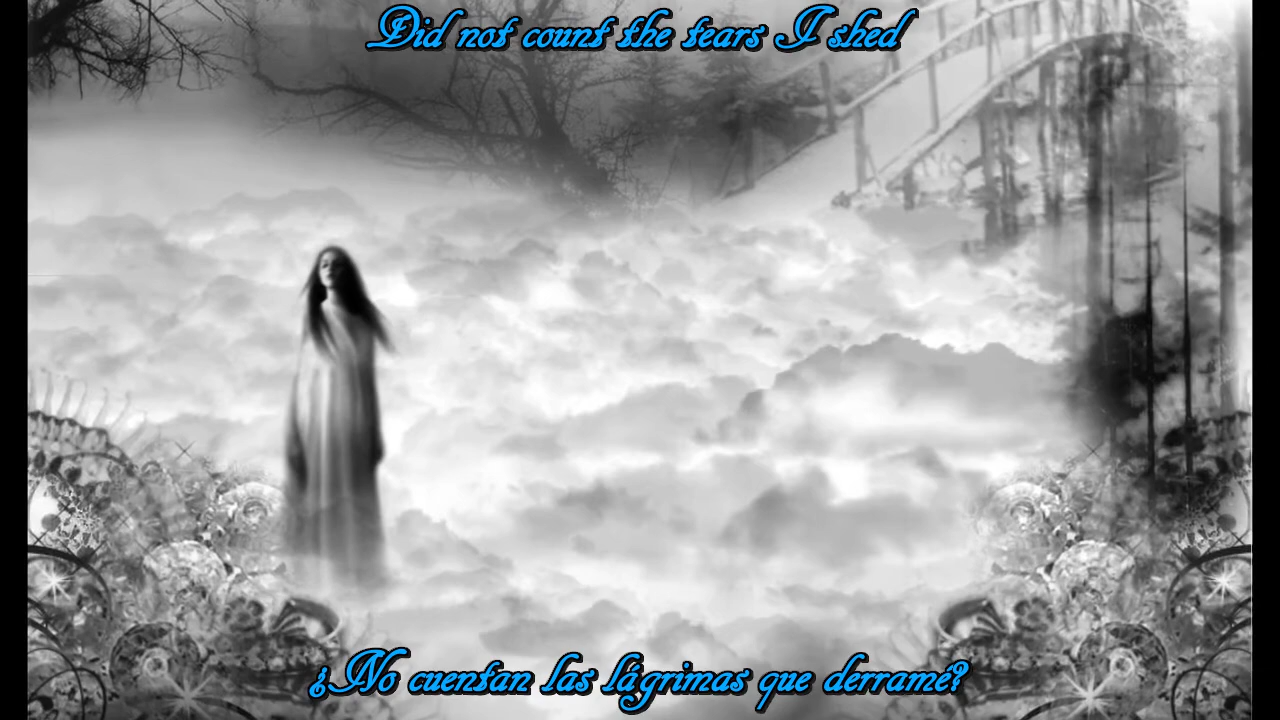 Did not count the tears I shed
¿No cuentan las lágrimas que derramé?